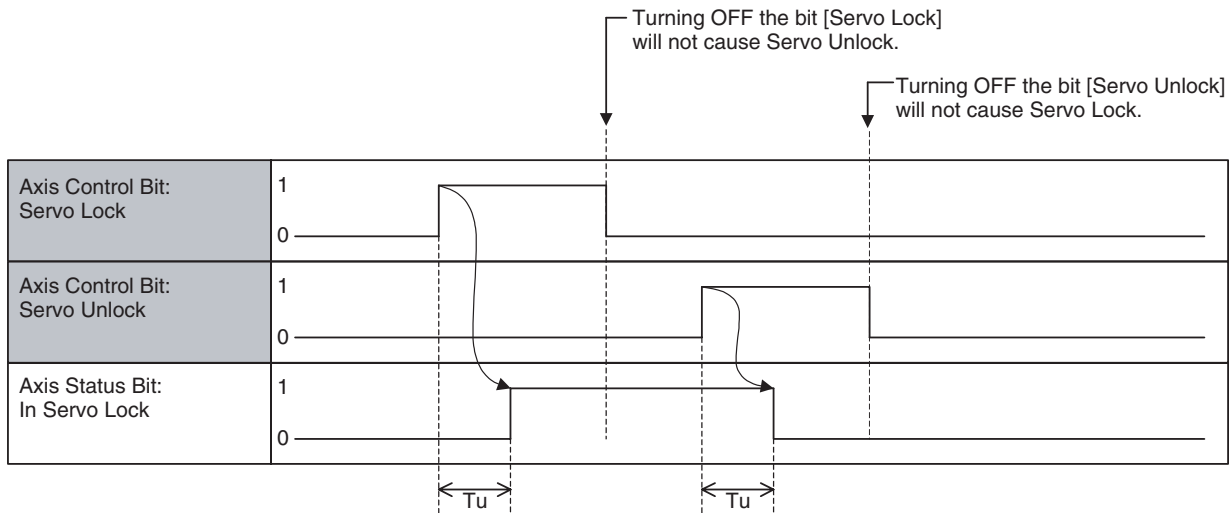 Turning OFF the bit [Servo Lock]
will not cause Servo Unlock.
Turning OFF the bit [Servo Unlock]
will not cause Servo Lock.
Axis Control Bit:
Servo Lock
1
0
Axis Control Bit:
Servo Unlock
1
0
Axis Status Bit:
In Servo Lock
1
0
Tu
Tu